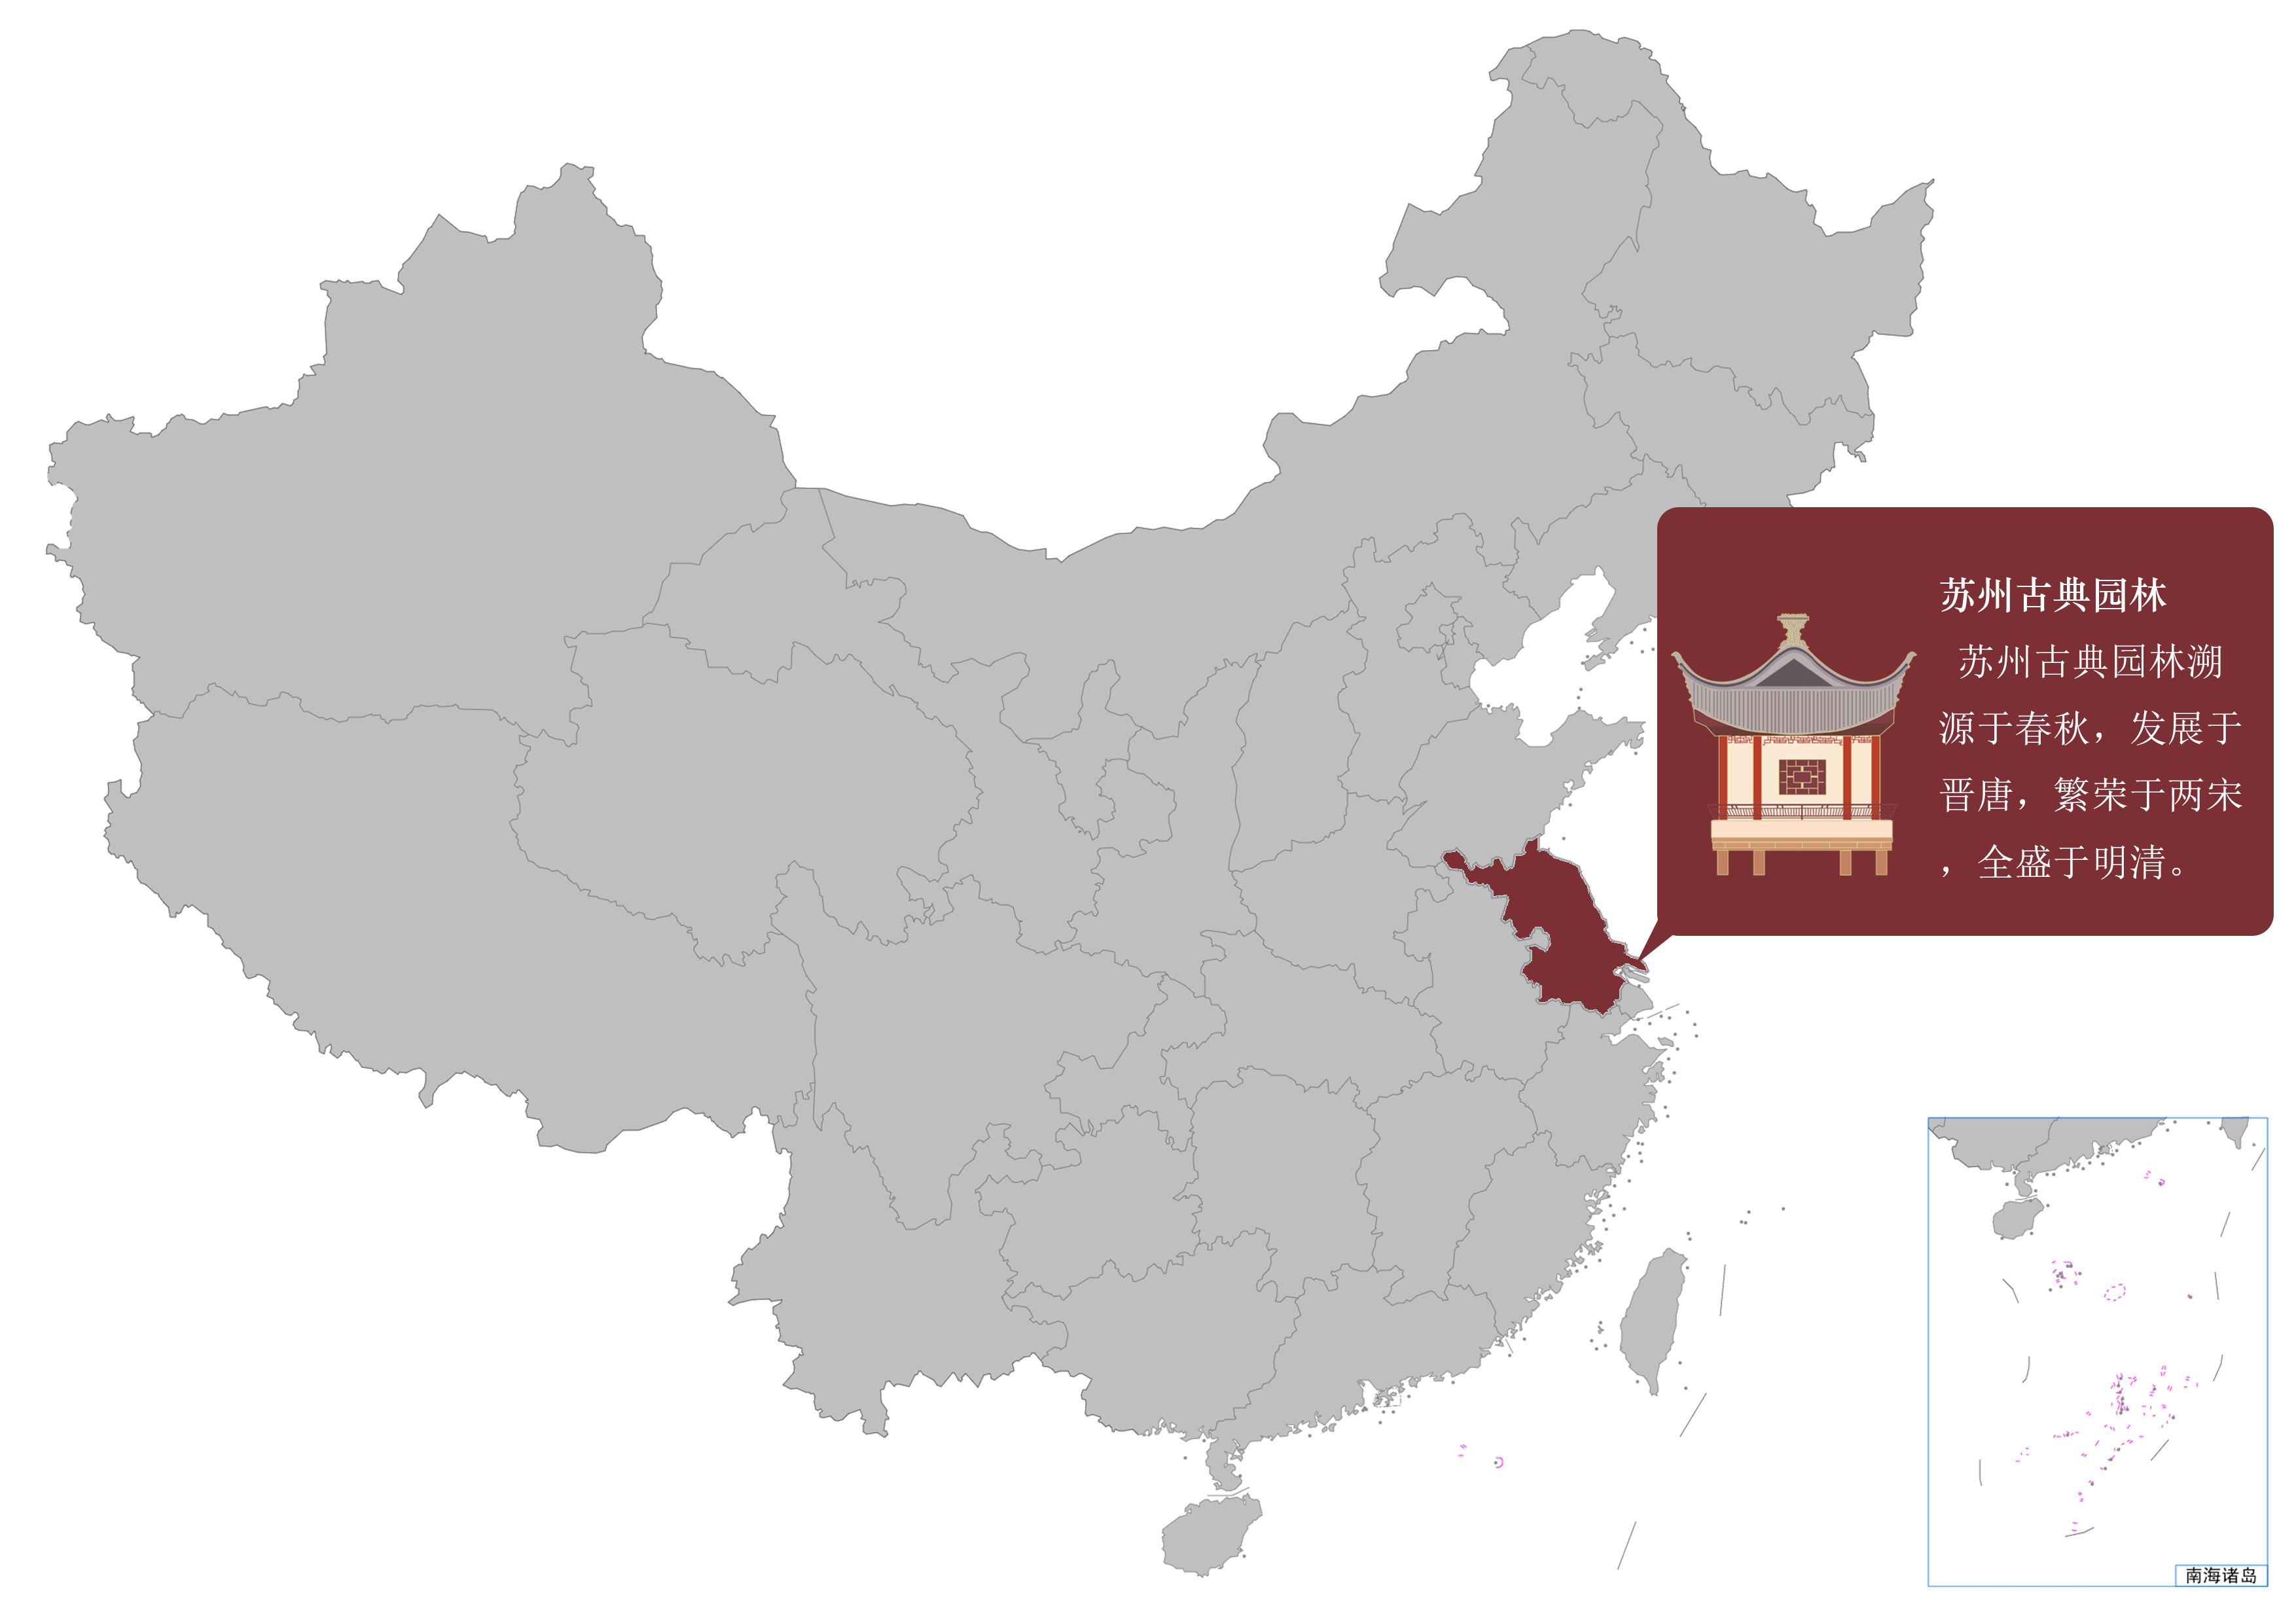 苏州古典园林
苏州古典园林溯
源于春秋，发展于
晋唐，繁荣于两宋
，全盛于明清。
南海诸岛